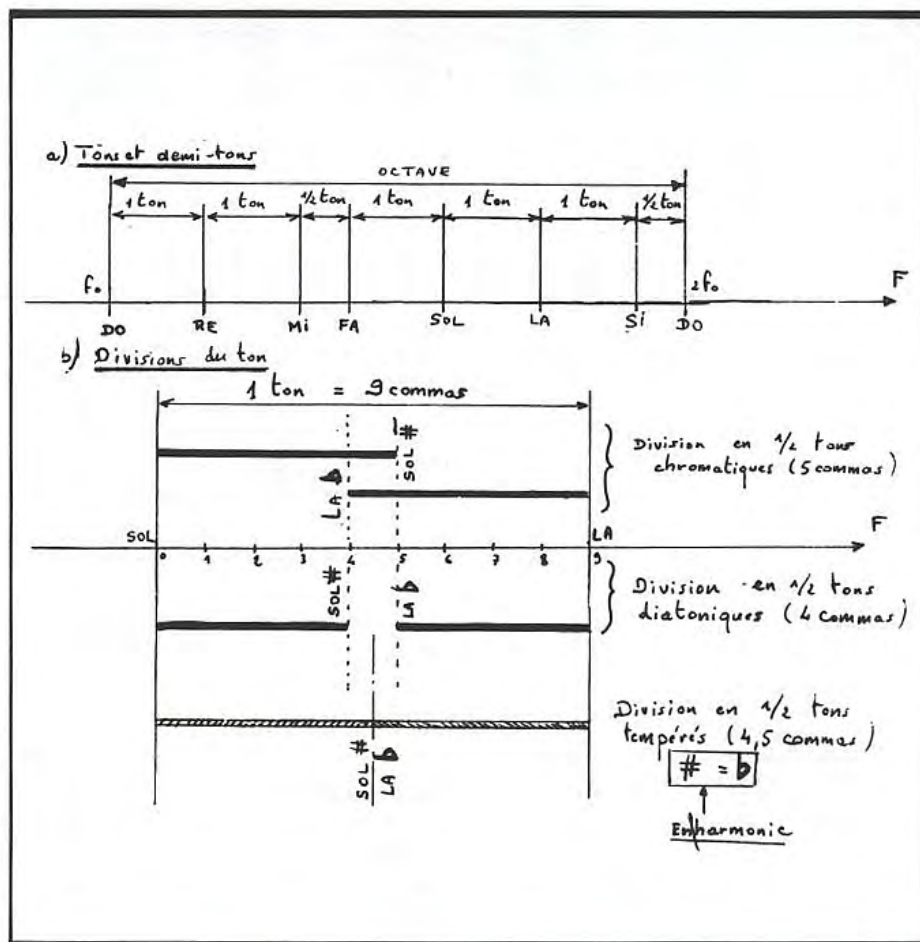 a) Tons et demi-tons
OCTAVE
1 ton 1 ton 1/2 ton 1 ton 1 ton 1 ton 1/2 ton
f₀ 2f₀ F
DO RE Mi FA SOL LA Si DO
b) Divisions du ton
1 ton = 9 commas
SOL #
Division en 1/2 tons
chromatiques (5 commas)
LA b
SOL LA F
0 1 2 3 4 5 6 7 8 9
SOL # LA b
Division en 1/2 tons
diatoniques (4 commas)
Division en 1/2 tons
tempérés (4,5 commas)
SOL #
LA b
# = b
Enharmonic